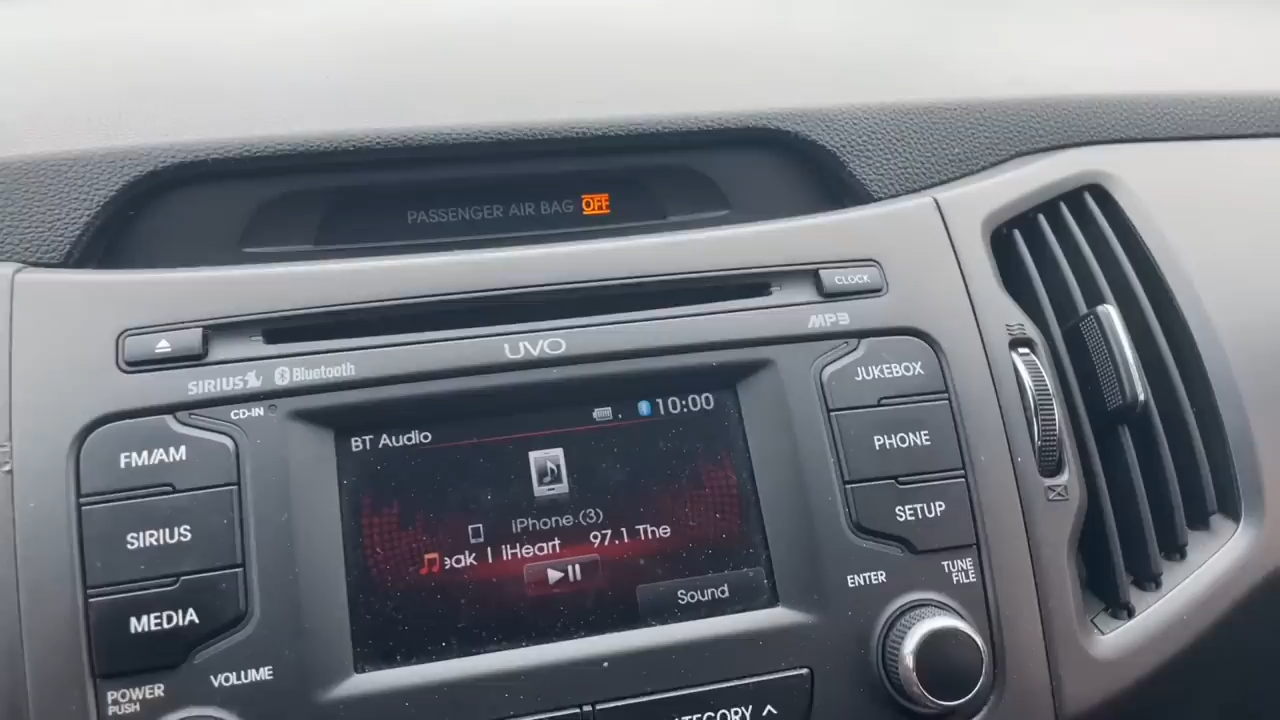 PASSENGER AIR BAG OFF
CLOCK
MP3
UVO
SIRIUS Bluetooth
CD-IN
JUKEBOX
FM/AM
BT Audio
10:00
PHONE
SIRIUS
iPhone (3)
SETUP
eak | iHeart 97.1 The
Sound
MEDIA
ENTER
TUNE
FILE
VOLUME
POWER
PUSH